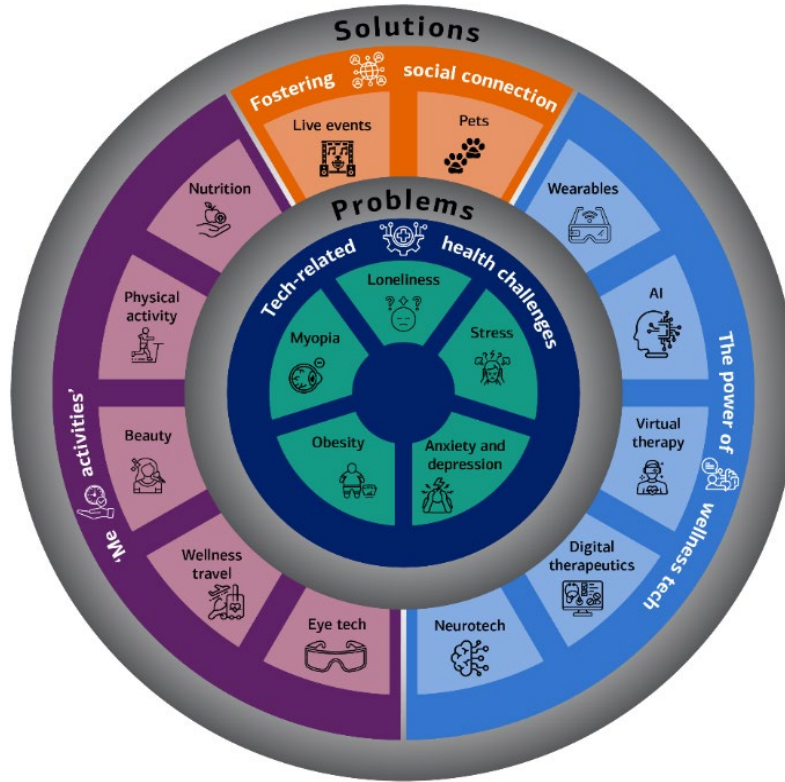 Solutions
Fostering social connection
Live events
Pets
Nutrition
Physical
activity
Beauty
Wellness
travel
Eye tech
'Me activities'
Wearables
AI
Virtual
therapy
Digital
therapeutics
Neurotech
The power of wellness tech
Problems
Tech-related health challenges
Loneliness
Stress
Anxiety and
depression
Obesity
Myopia